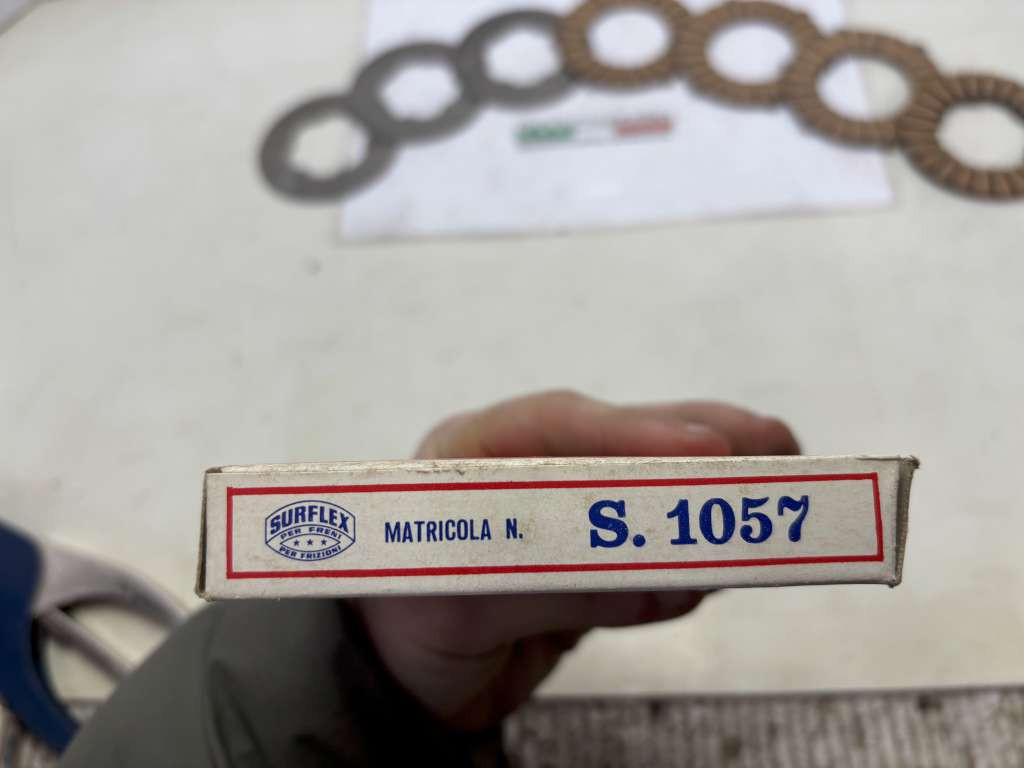 SURFLEX
PER FRENI
PER FRIZIONI
MATRICOLA N.
S. 1057